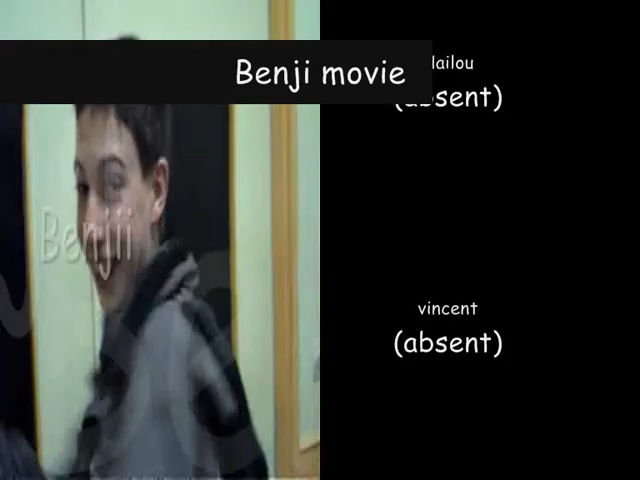 Benji movie
lailou
(absent)
Benjii
vincent
(absent)